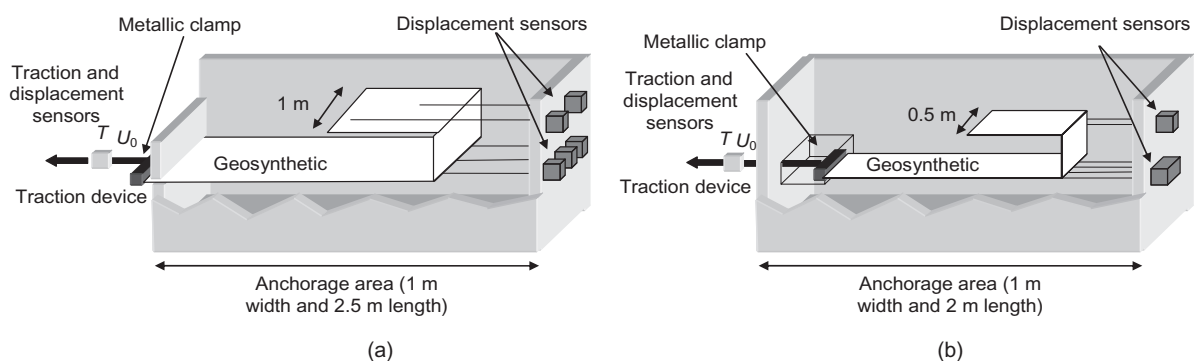 Metallic clamp
Displacement sensors
Traction and
displacement
sensors
1 m
T U₀
Geosynthetic
Traction device
Anchorage area (1 m
width and 2.5 m length)
(a)
Displacement sensors
Metallic clamp
Traction and
displacement
sensors
0.5 m
T U₀
Geosynthetic
Traction device
Anchorage area (1 m
width and 2 m length)
(b)